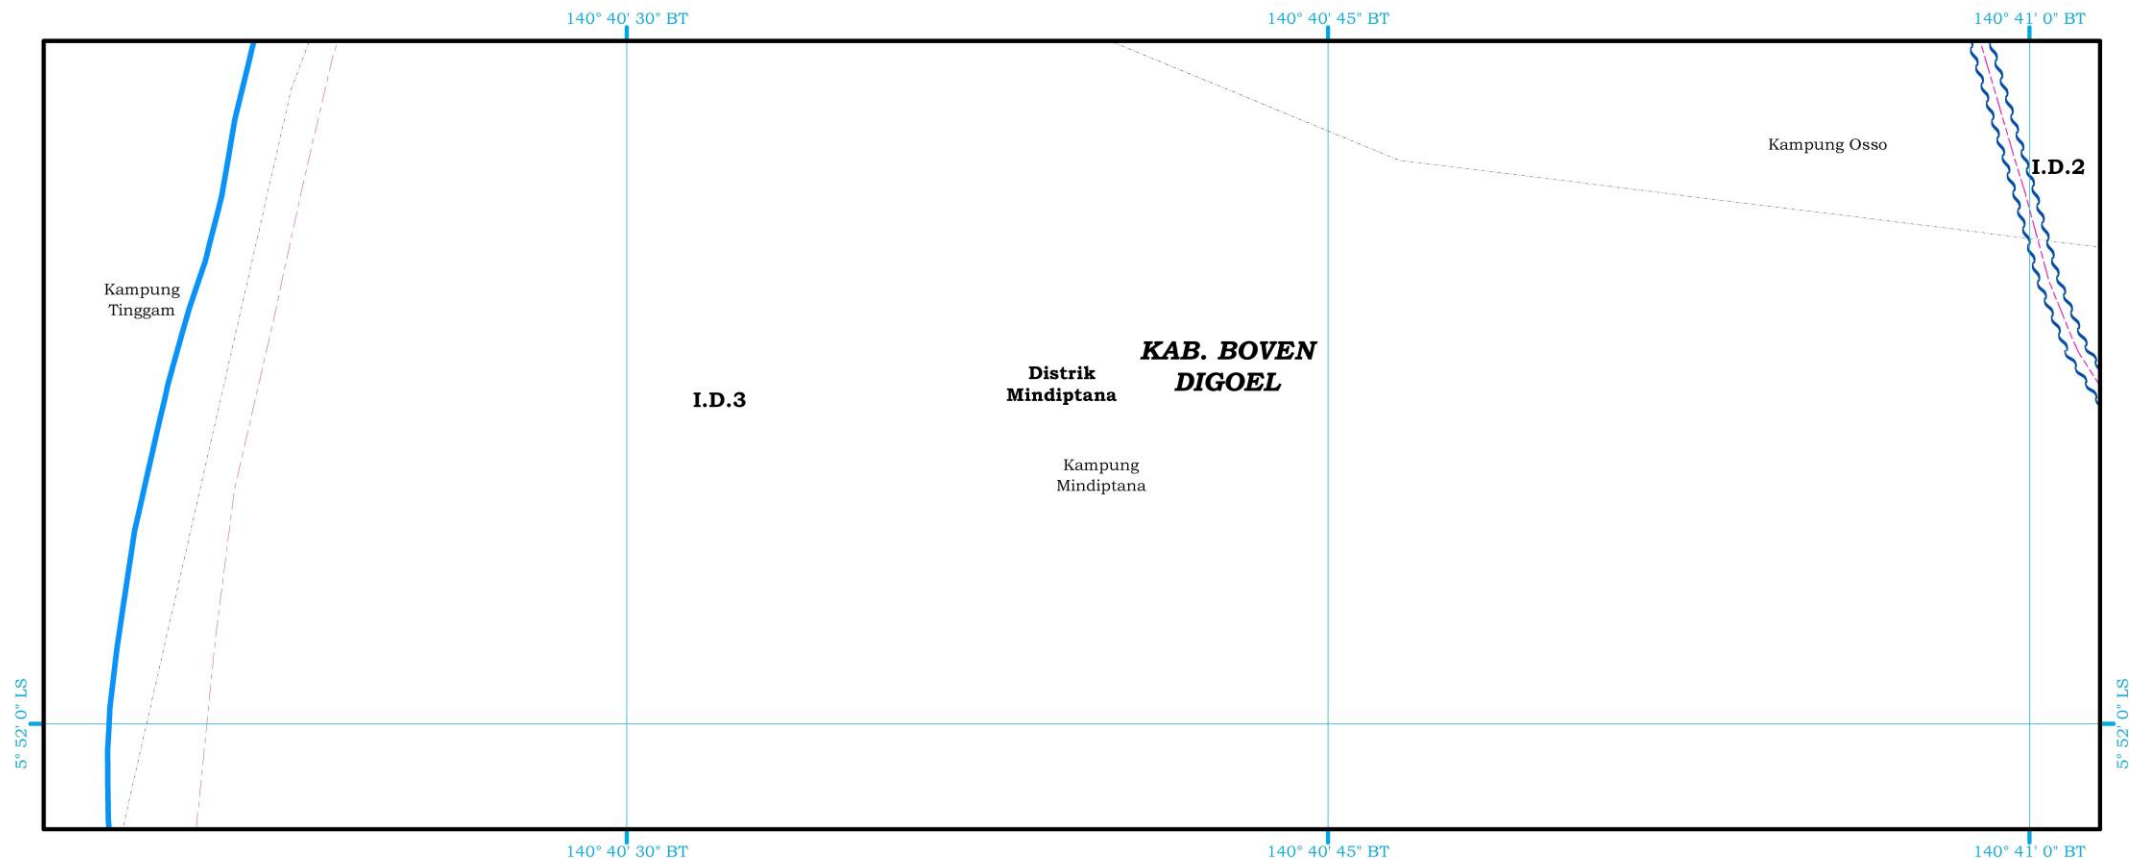 140° 40' 30" BT
140° 40' 45" BT
140° 41' 0" BT
Kampung Osso
I.D.2
Kampung
Tinggam
KAB. BOVEN
DIGOEL
Distrik
Mindiptana
I.D.3
Kampung
Mindiptana
5° 52' 0" LS
5° 52' 0" LS
140° 40' 30" BT
140° 40' 45" BT
140° 41' 0" BT